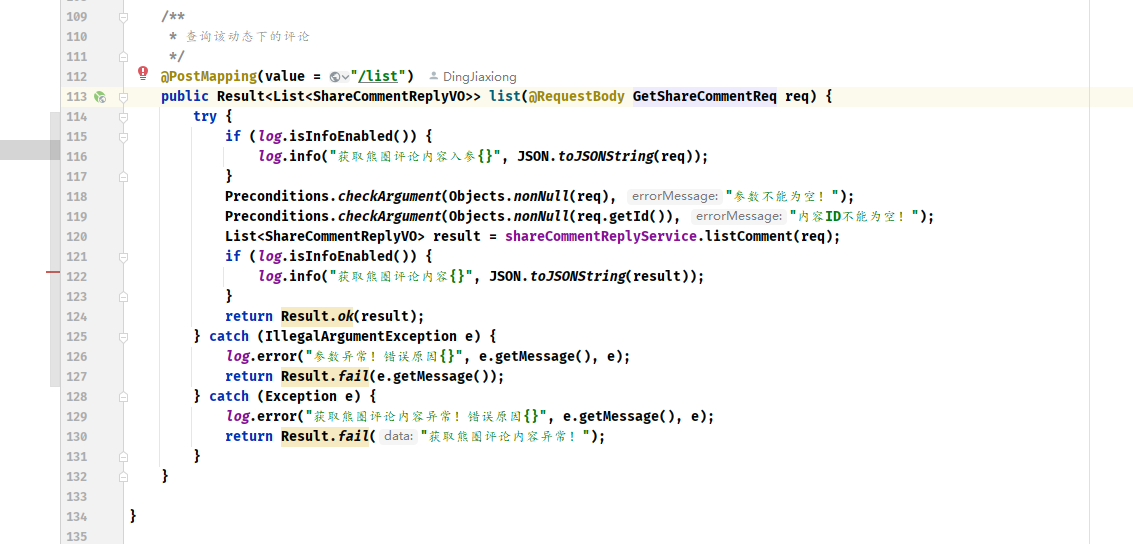 109 /**
110 * 查询该动态下的评论
111 */
112 @PostMapping(value = "/list") DingJiaxiong
113 public Result<List<ShareCommentReplyVO>> list(@RequestBody GetShareCommentReq req) {
114 try {
115 if (log.isInfoEnabled()) {
116 log.info("获取熊图评论内容入参{}", JSON.toJSONString(req));
117 }
118 Preconditions.checkArgument(Objects.nonNull(req), errorMessage: "参数不能为空！");
119 Preconditions.checkArgument(Objects.nonNull(req.getId()), errorMessage: "内容ID不能为空！");
120 List<ShareCommentReplyVO> result = shareCommentReplyService.listComment(req);
121 if (log.isInfoEnabled()) {
122 log.info("获取熊图评论内容{}", JSON.toJSONString(result));
123 }
124 return Result.ok(result);
125 } catch (IllegalArgumentException e) {
126 log.error("参数异常！错误原因{}", e.getMessage(), e);
127 return Result.fail(e.getMessage());
128 } catch (Exception e) {
129 log.error("获取熊图评论内容异常！错误原因{}", e.getMessage(), e);
130 return Result.fail( data: "获取熊图评论内容异常！");
131 }
132 }
133
134 }
135